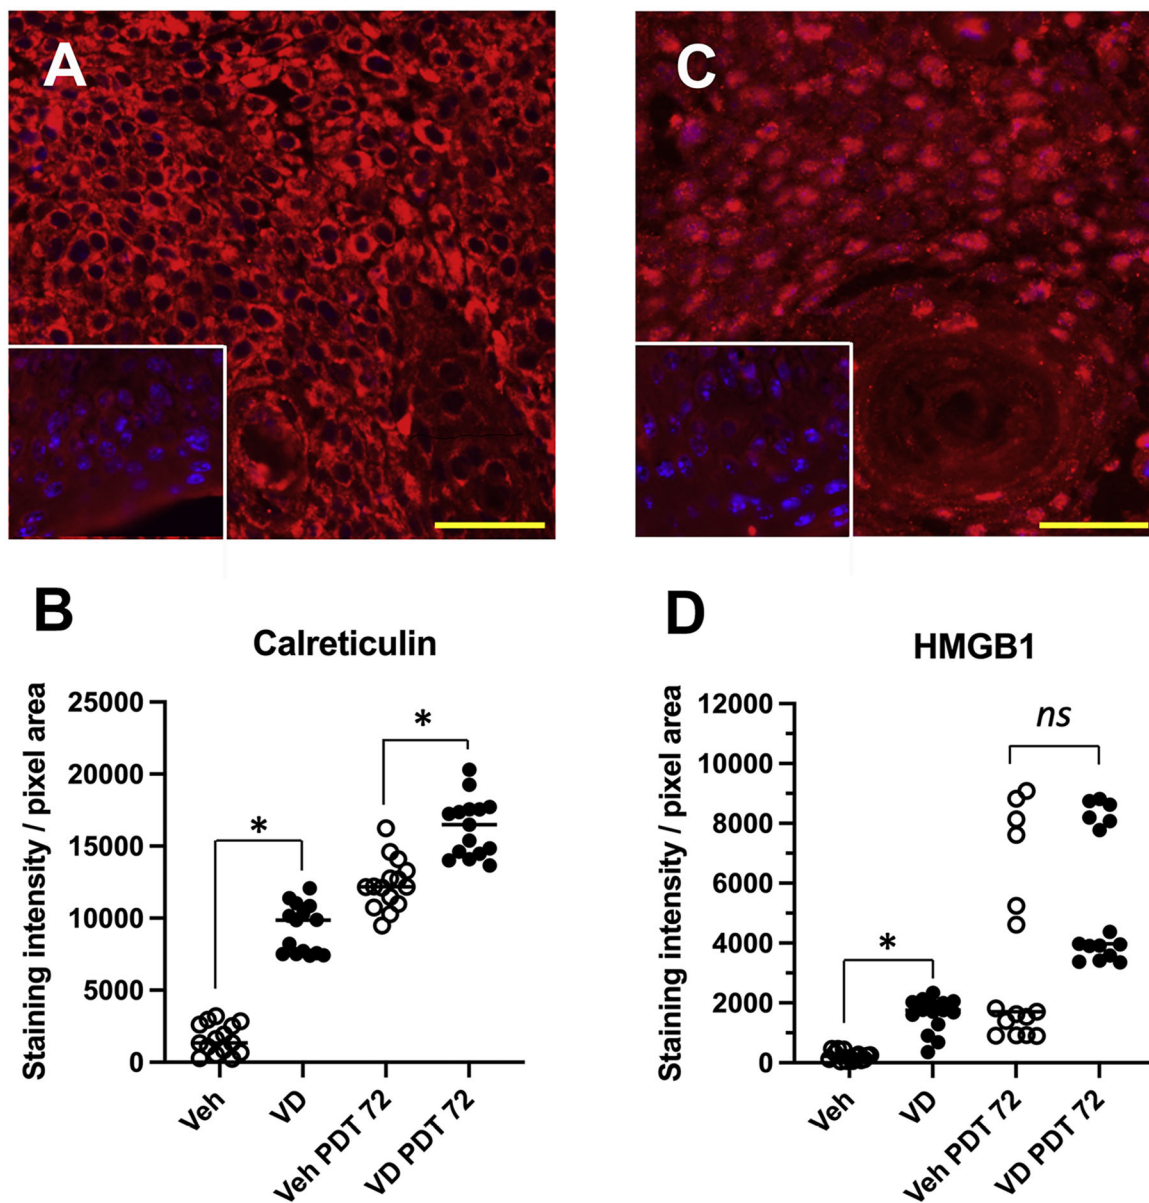 A
C
B
Calreticulin
Staining intensity / pixel area
25000
20000
15000
10000
5000
0
*
*
Veh
VD
Veh PDT 72
VD PDT 72
D
HMGB1
Staining intensity / pixel area
12000
10000
8000
6000
4000
2000
0
*
ns
Veh
VD
Veh PDT 72
VD PDT 72